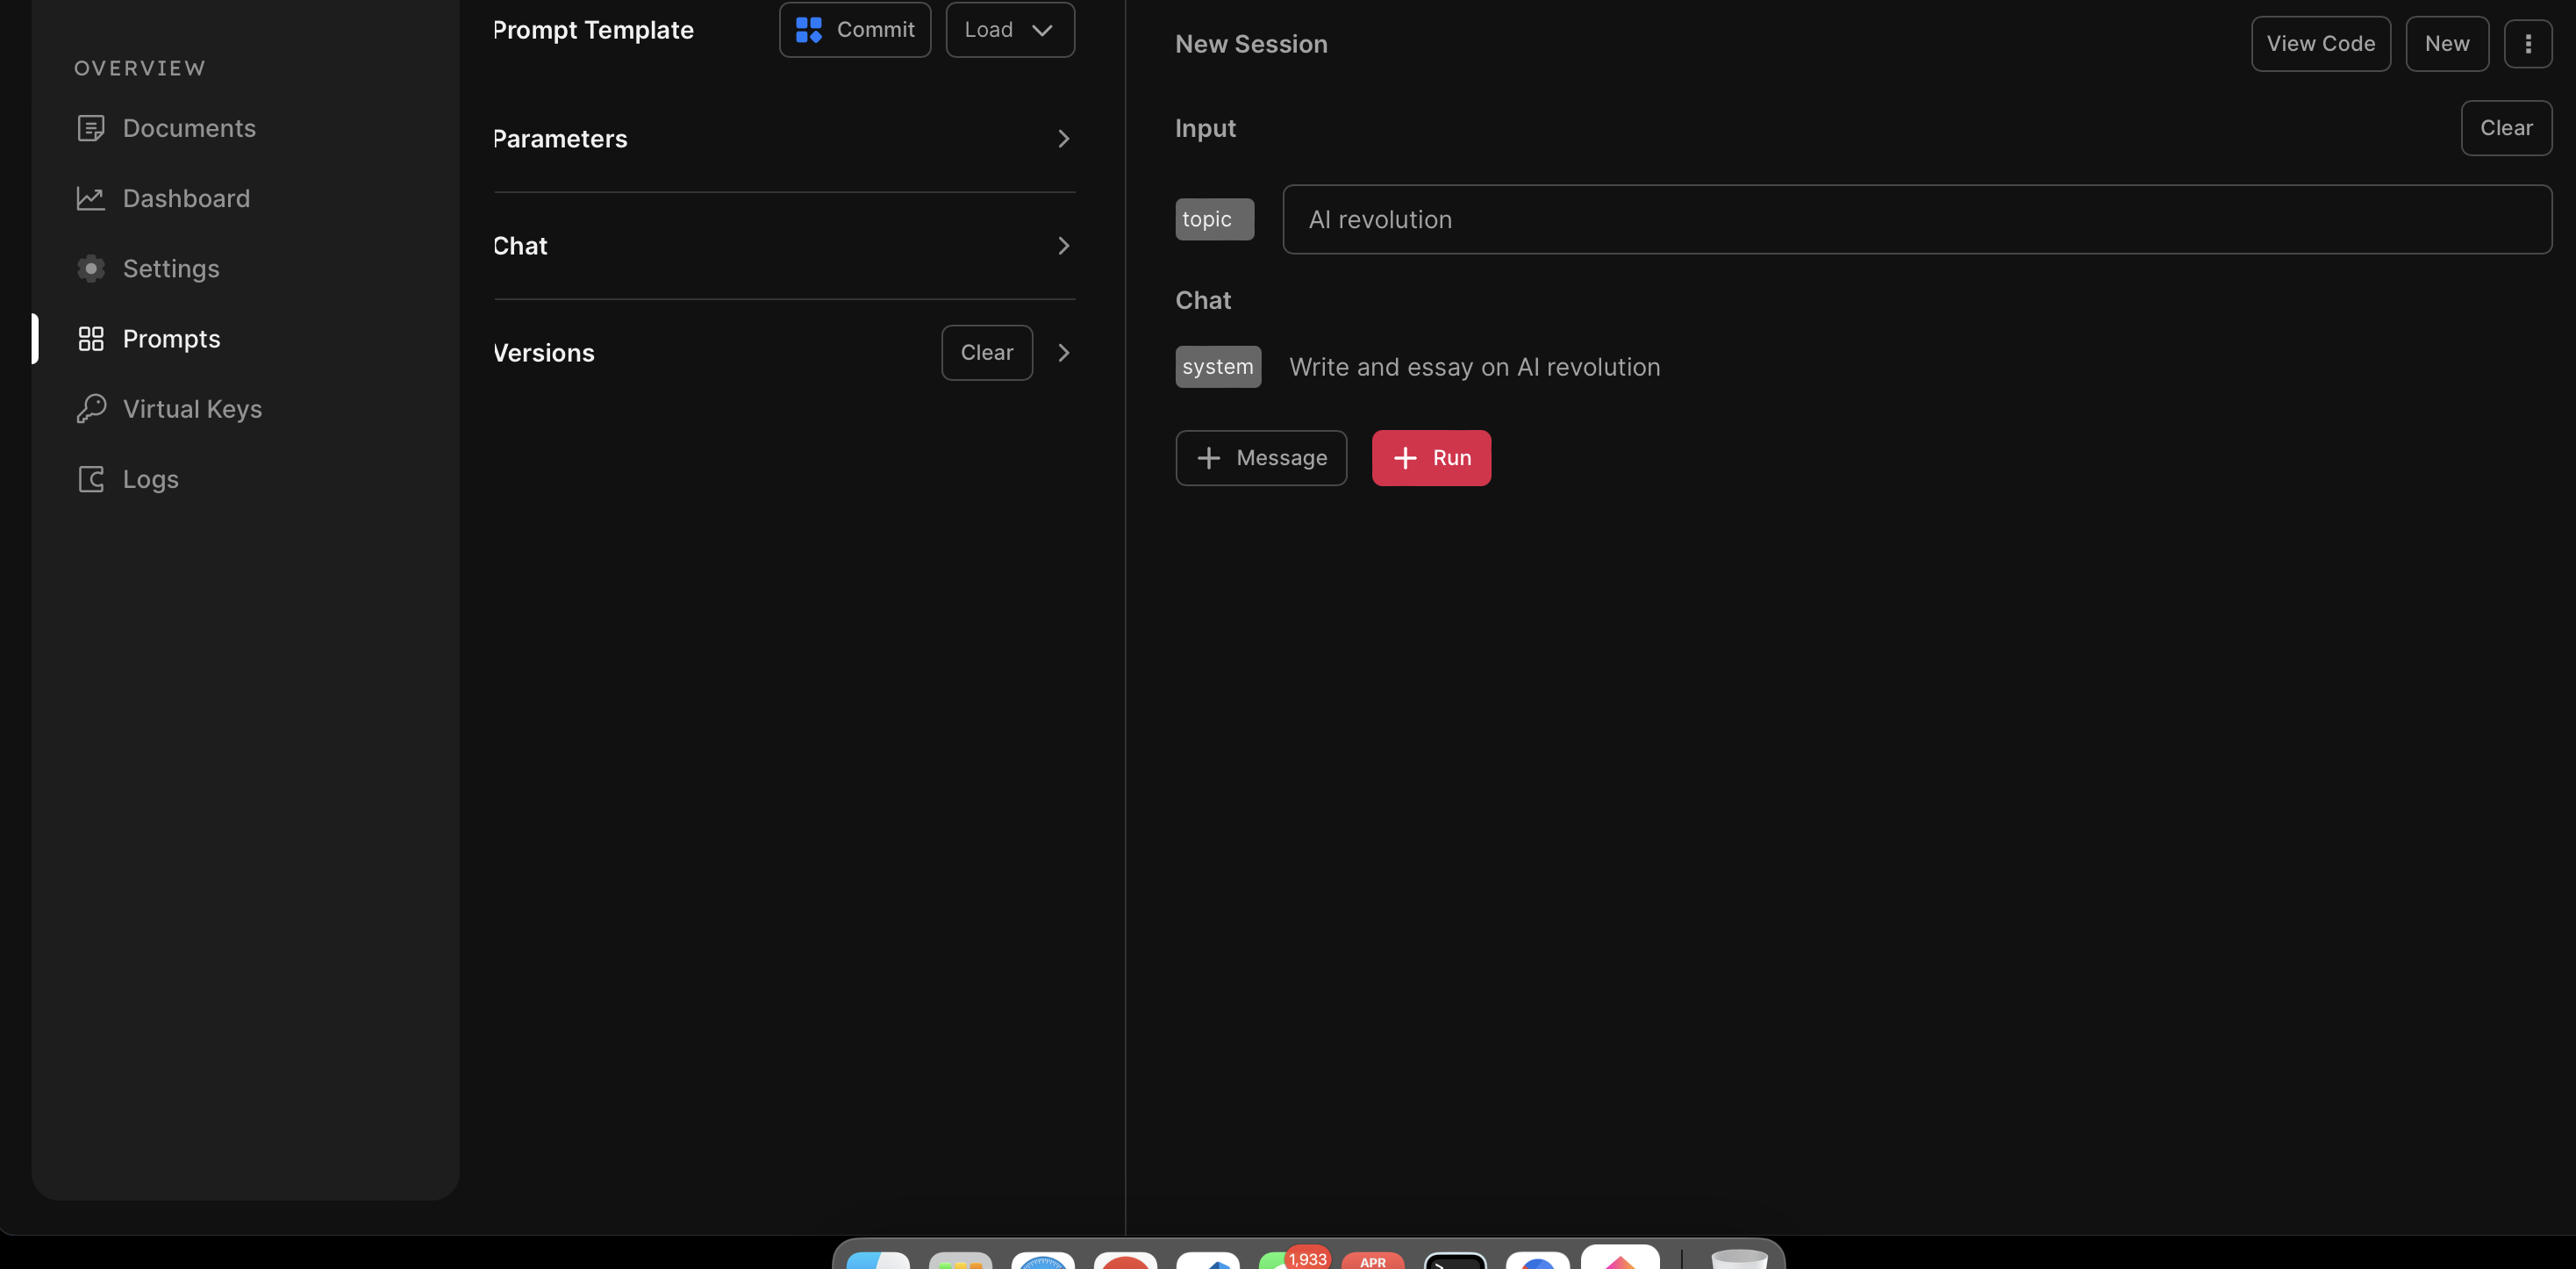 OVERVIEW
Documents
Dashboard
Settings
Prompts
Virtual Keys
Logs
Prompt Template
Commit
Load
Parameters
Chat
Versions
Clear
New Session
View Code
New
Input
Clear
topic
AI revolution
Chat
system
Write and essay on AI revolution
Message
Run
1,933
APR